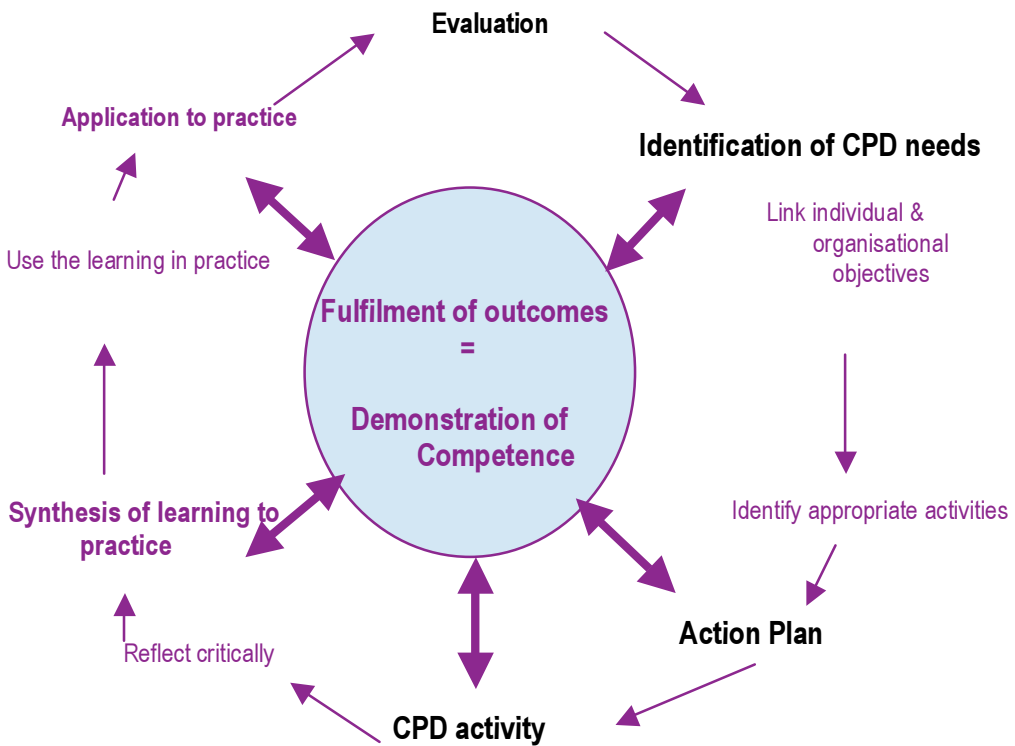 Evaluation
Application to practice
Identification of CPD needs
Link individual &
organisational
objectives
Use the learning in practice
Fulfilment of outcomes
=
Demonstration of
Competence
Synthesis of learning to
practice
Identify appropriate activities
Action Plan
Reflect critically
CPD activity